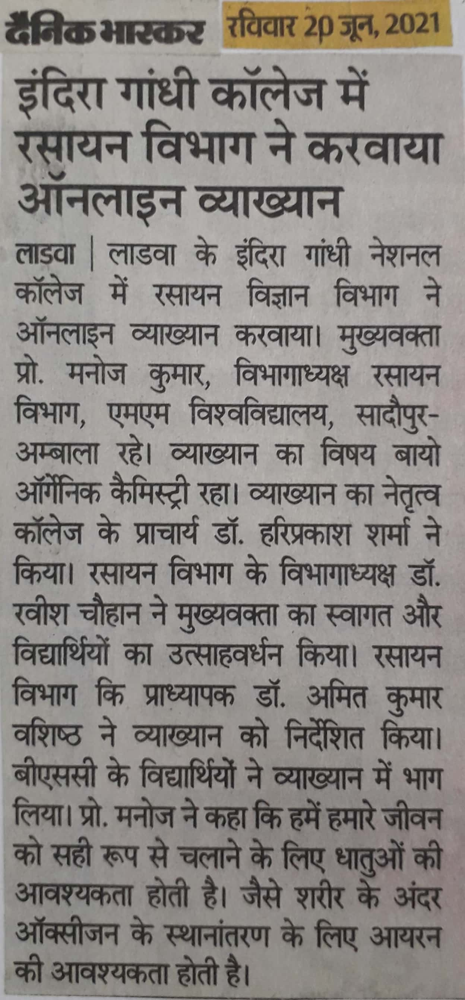 दैनिक भास्कर रविवार 20 जून, 2021
इंदिरा गांधी कॉलेज में
रसायन विभाग ने करवाया
ऑनलाइन व्याख्यान
लाडवा | लाडवा के इंदिरा गांधी नेशनल
कॉलेज में रसायन विज्ञान विभाग ने
ऑनलाइन व्याख्यान करवाया। मुख्यवक्ता
प्रो. मनोज कुमार, विभागाध्यक्ष रसायन
विभाग, एमएम विश्वविद्यालय, सादौपुर-
अम्बाला रहे। व्याख्यान का विषय बायो
ऑर्गेनिक कैमिस्ट्री रहा। व्याख्यान का नेतृत्व
कॉलेज के प्राचार्य डॉ. हरिप्रकाश शर्मा ने
किया। रसायन विभाग के विभागाध्यक्ष डॉ.
रवीश चौहान ने मुख्यवक्ता का स्वागत और
विद्यार्थियों का उत्साहवर्धन किया। रसायन
विभाग कि प्राध्यापक डॉ. अमित कुमार
वशिष्ठ ने व्याख्यान को निर्देशित किया।
बीएससी के विद्यार्थियों ने व्याख्यान में भाग
लिया। प्रो. मनोज ने कहा कि हमें हमारे जीवन
को सही रूप से चलाने के लिए धातुओं की
आवश्यकता होती है। जैसे शरीर के अंदर
ऑक्सीजन के स्थानांतरण के लिए आयरन
की आवश्यकता होती है।